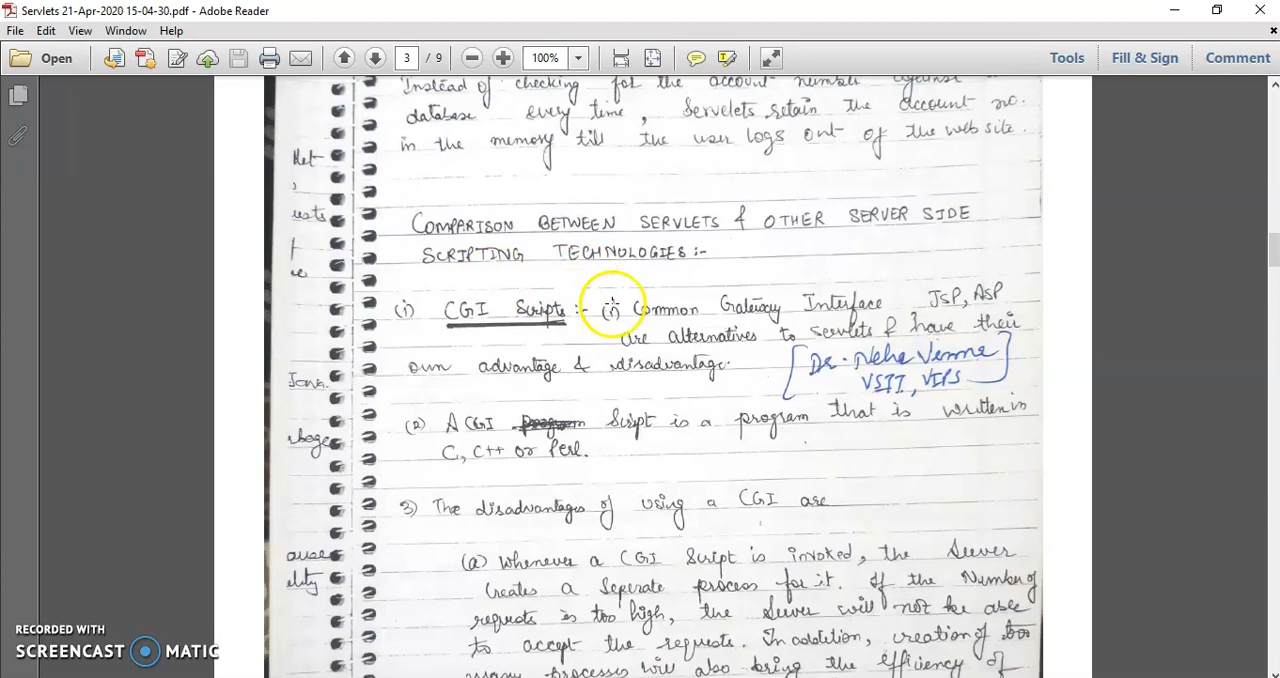 Servlets 21-Apr-2020 15-04-30.pdf - Adobe Reader
File Edit View Window Help
Open 3 / 9 100% Tools Fill & Sign Comment
Instead of checking for the account number against
database every time, Servelets retain the account no.
in the memory till the user logs out of the web site.
COMPARISON BETWEEN SERVLETS & OTHER SERVER SIDE
SCRIPTING TECHNOLOGIES :-
(i) CGI Scripts :- (1) Common Gateway Interface JSP, ASP
are alternatives to servlets & have their
own advantage & disadvantage.
[Dr. Neha Verma
VSIT, VIPS]
(2) A CGI Script is a program that is written in
C, C++ or Perl.
3) The disadvantages of using a CGI are
(a) Whenever a CGI Script is invoked, the Server
creates a Seperate process for it. If the Number of
requests is too high, the Server will not be able
to accept the requests. In addition, creation of too
many processes will also bring the efficiency of
RECORDED WITH
SCREENCAST MATIC